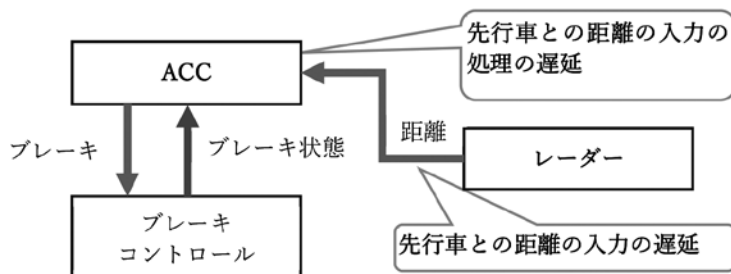 先行車との距離の入力の
処理の遅延
ACC
距離
ブレーキ
ブレーキ状態
レーダー
ブレーキ
コントロール
先行車との距離の入力の遅延